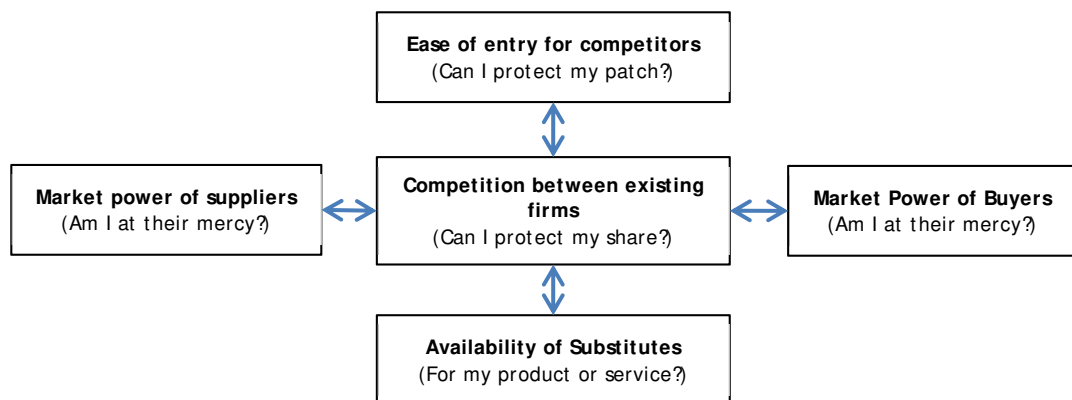 Ease of entry for competitors
(Can I protect my patch?)
Market power of suppliers
(Am I at their mercy?)
Competition between existing
firms
(Can I protect my share?)
Market Power of Buyers
(Am I at their mercy?)
Availability of Substitutes
(For my product or service?)